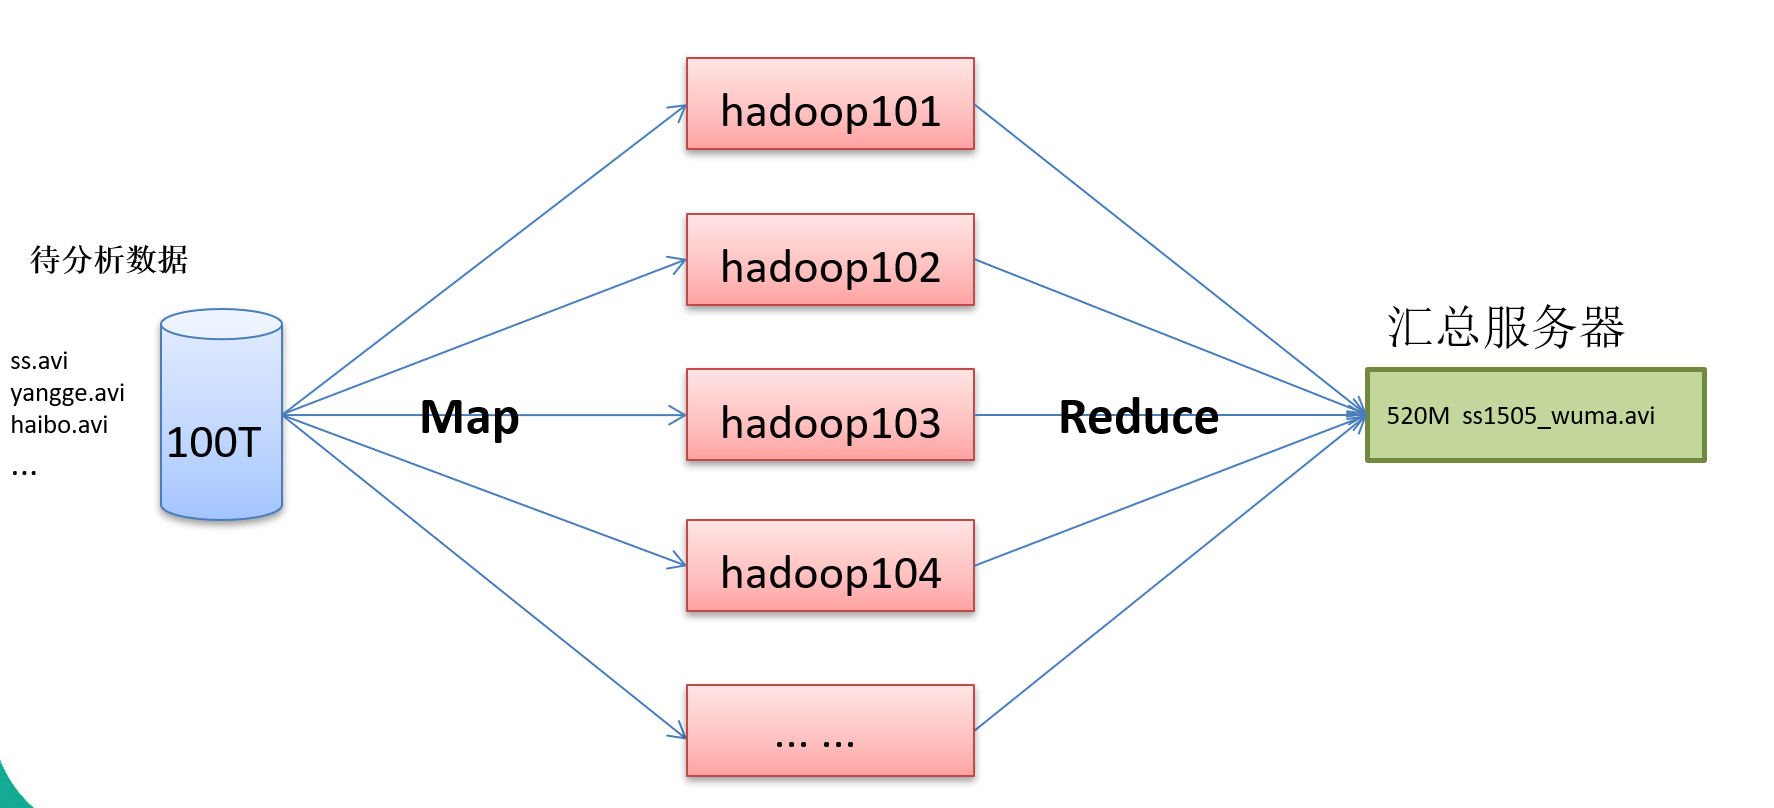 待分析数据
ss.avi
yangge.avi
haibo.avi
...
100T
Map
hadoop101
hadoop102
hadoop103
hadoop104
... ...
Reduce
汇总服务器
520M ss1505_wuma.avi